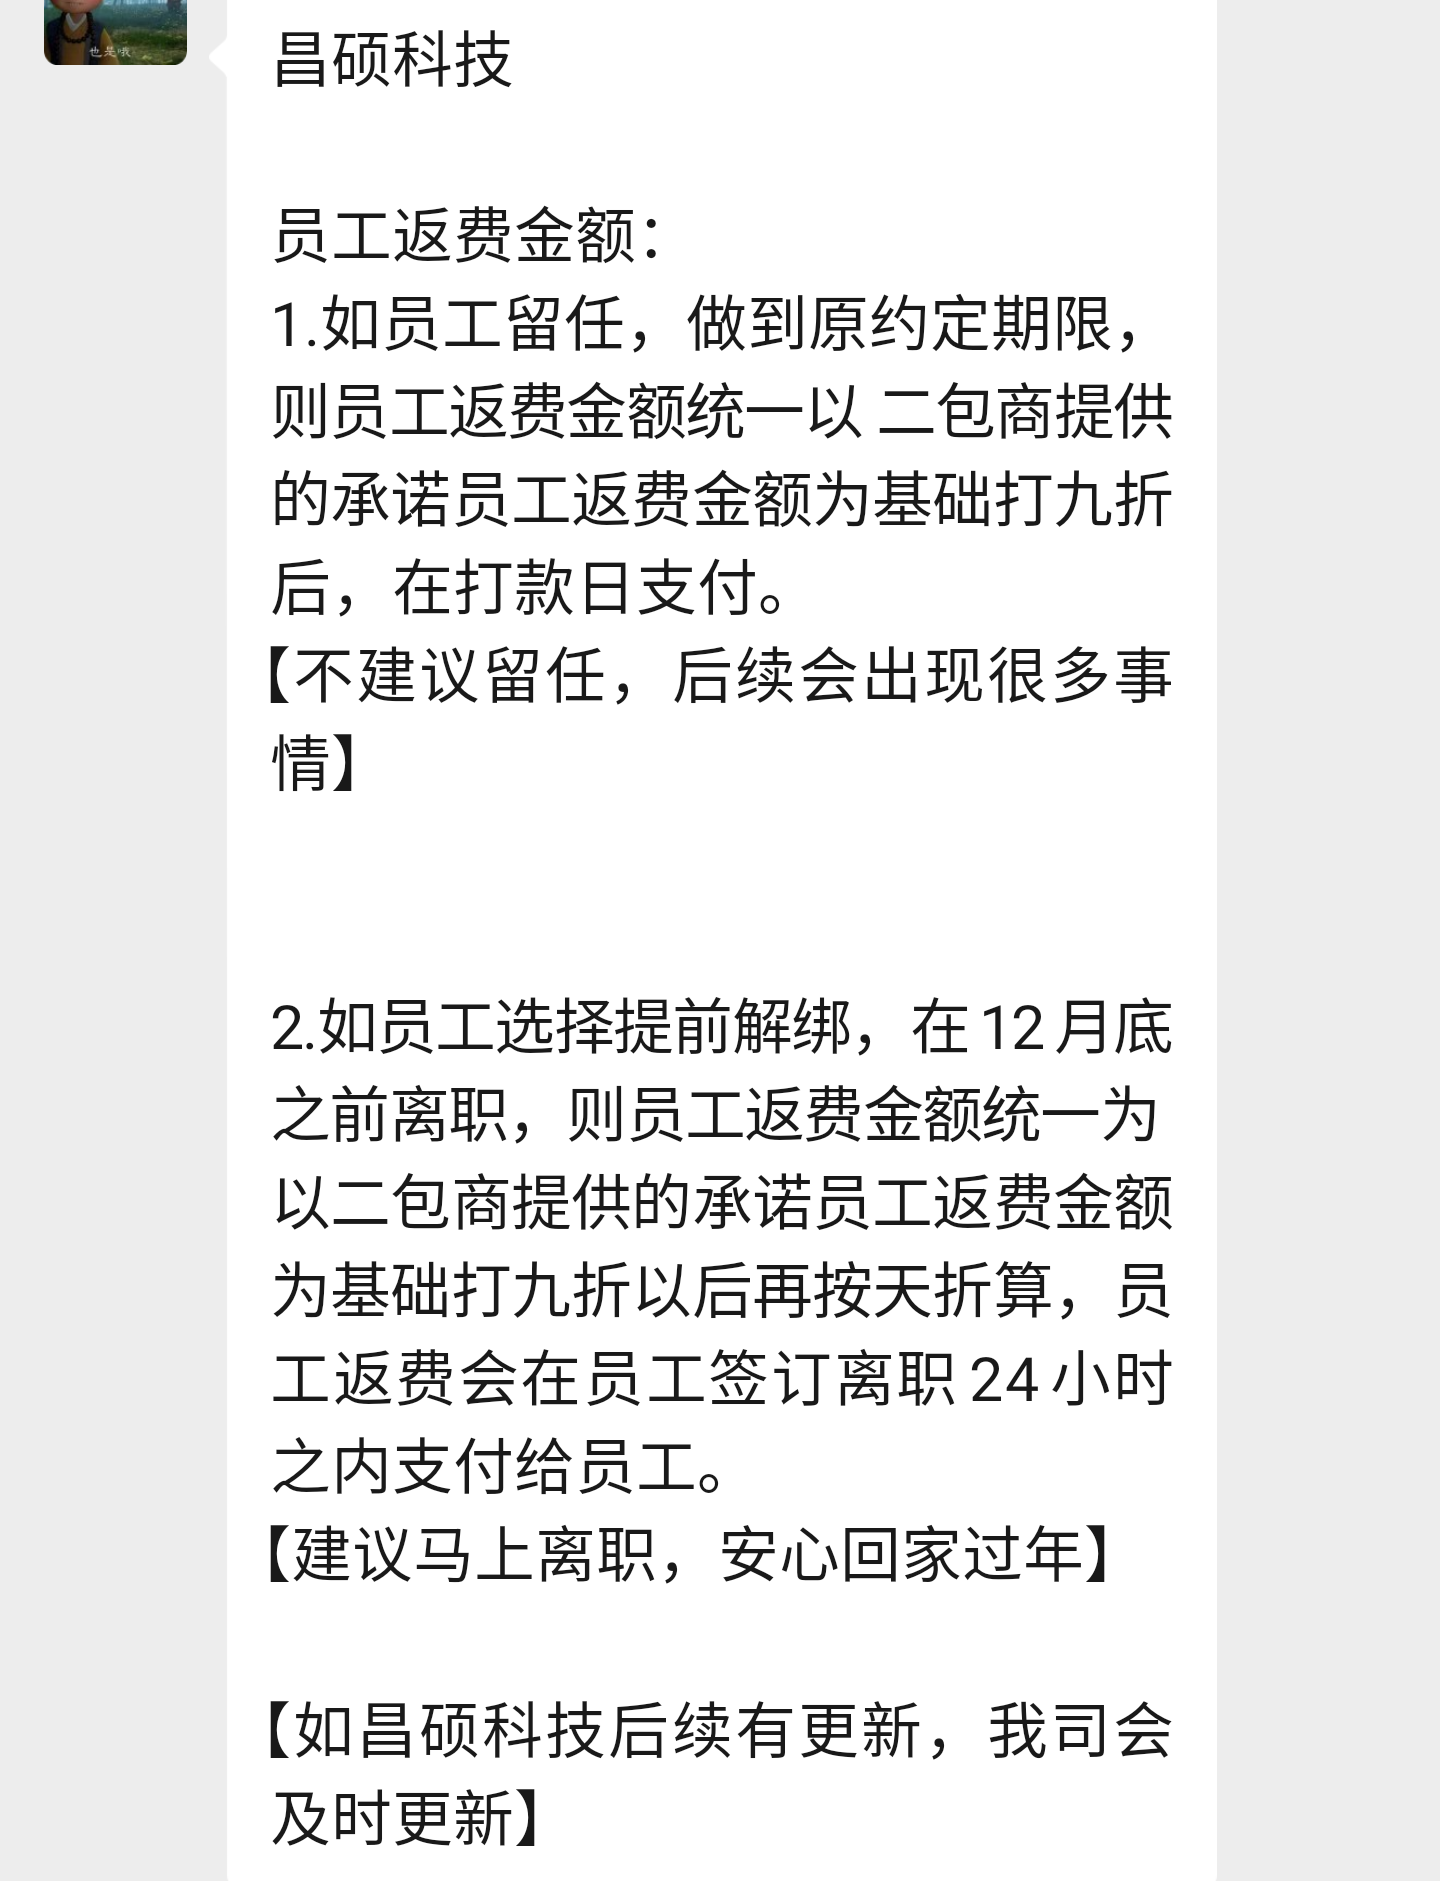 也是哦
昌硕科技
员工返费金额：
1.如员工留任，做到原约定期限，
则员工返费金额统一以 二包商提供
的承诺员工返费金额为基础打九折
后，在打款日支付。
【不建议留任，后续会出现很多事
情】
2.如员工选择提前解绑，在12月底
之前离职，则员工返费金额统一为
以二包商提供的承诺员工返费金额
为基础打九折以后再按天折算，员
工返费会在员工签订离职24小时
之内支付给员工。
【建议马上离职，安心回家过年】
【如昌硕科技后续有更新，我司会
及时更新】